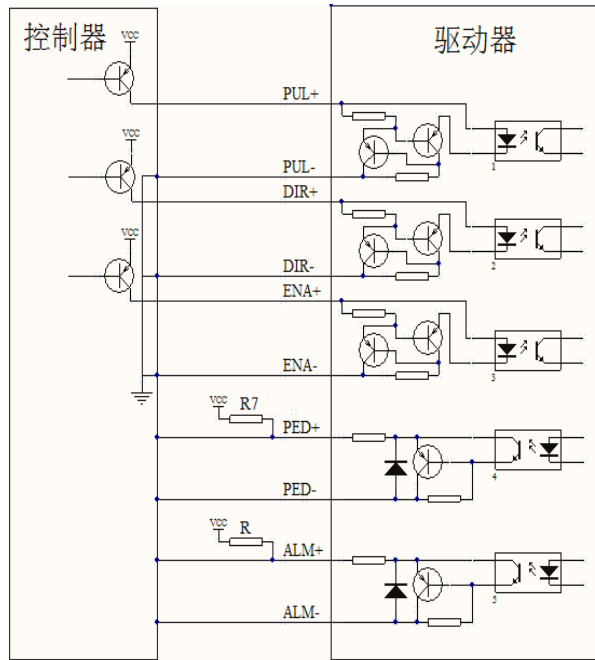 控制器
驱动器
VCC
PUL+
1
VCC
PUL-
DIR+
2
VCC
DIR-
ENA+
3
ENA-
VCC
R7
PED+
4
PED-
VCC
R
ALM+
5
ALM-